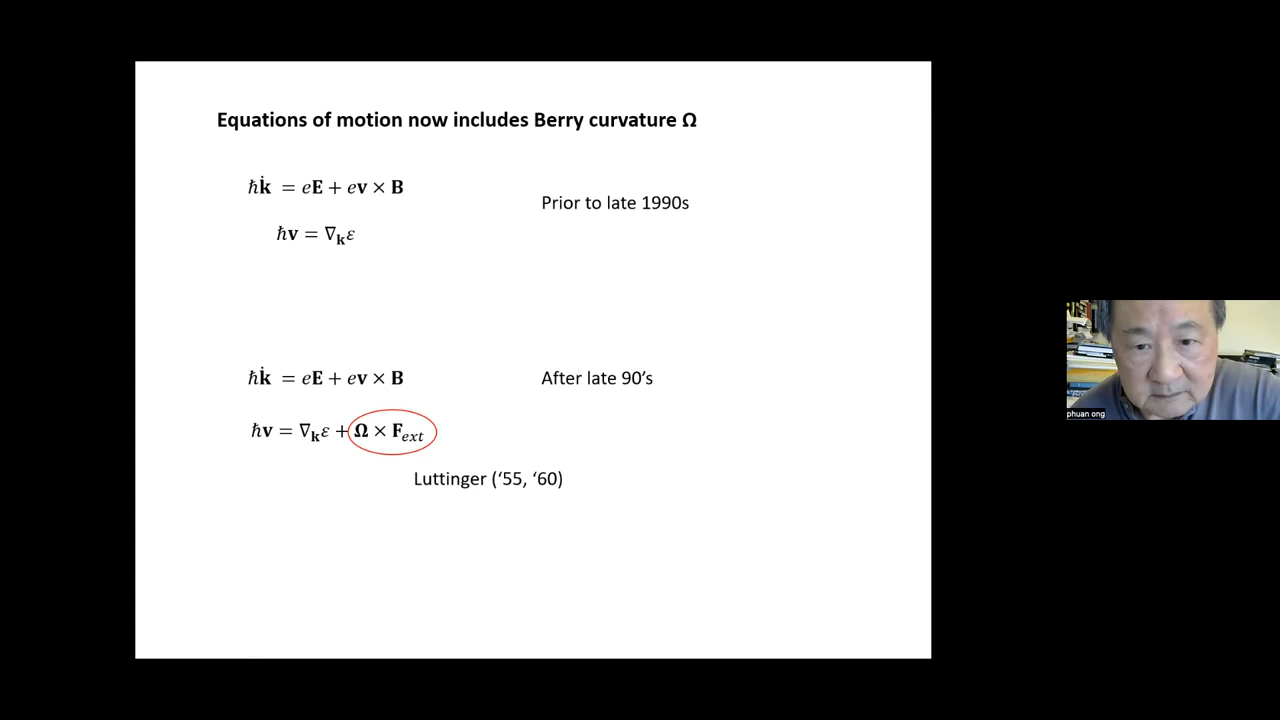 Equations of motion now includes Berry curvature Ω
ħk̇ = eE + ev × B
Prior to late 1990s
ħv = ∇ₖε
ħk̇ = eE + ev × B
After late 90’s
ħv = ∇ₖε + Ω × F_ext
Luttinger (‘55, ‘60)
phuan ong